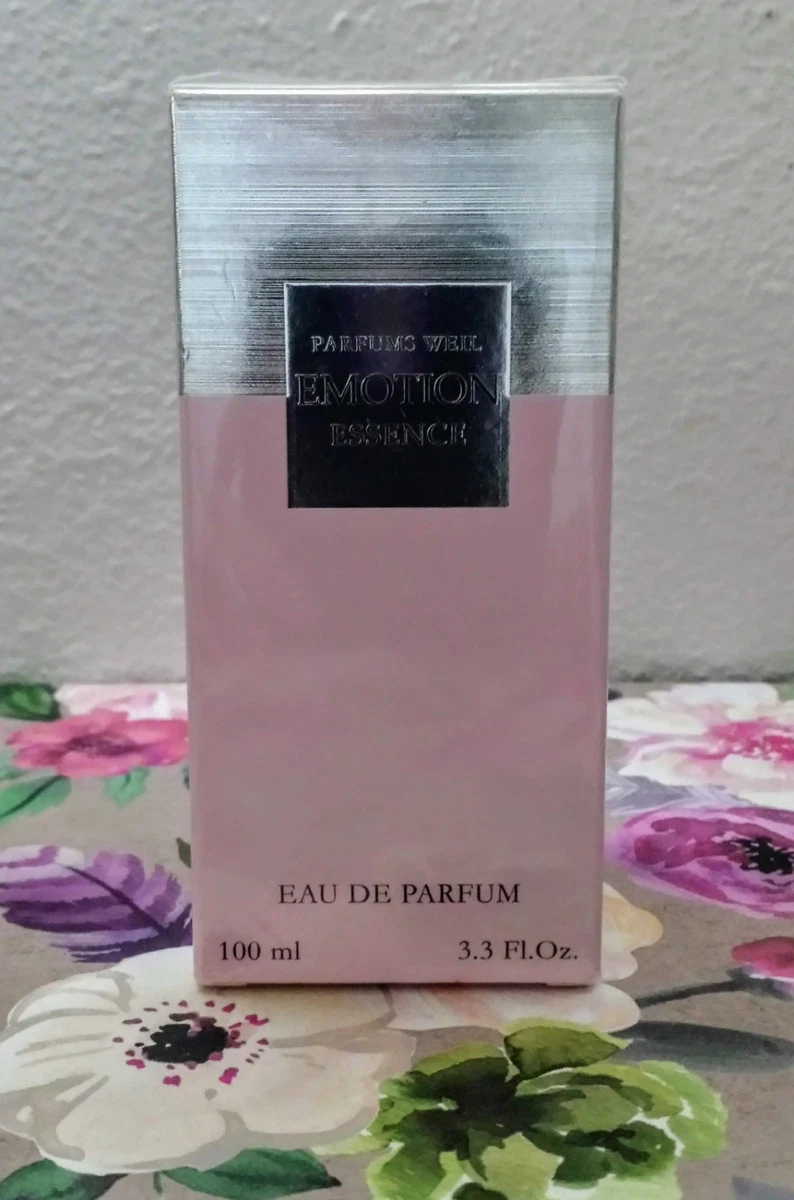 PARFUMS WEIL
EMOTION
ESSENCE
EAU DE PARFUM
100 ml 3.3 Fl.Oz.